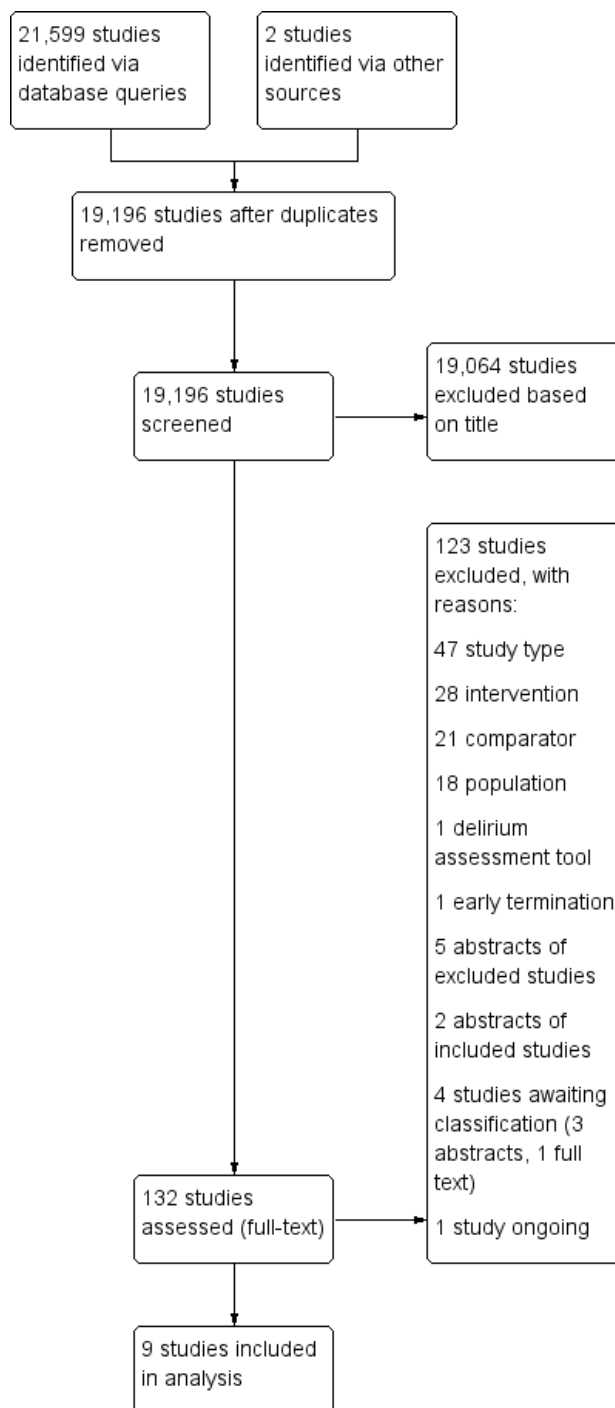 21,599 studies
identified via
database queries
2 studies
identified via other
sources
19,196 studies after duplicates
removed
19,196 studies
screened
19,064 studies
excluded based
on title
123 studies
excluded, with
reasons:
47 study type
28 intervention
21 comparator
18 population
1 delirium
assessment tool
1 early termination
5 abstracts of
excluded studies
2 abstracts of
included studies
4 studies awaiting
classification (3
abstracts, 1 full
text)
1 study ongoing
132 studies
assessed (full-text)
9 studies included
in analysis